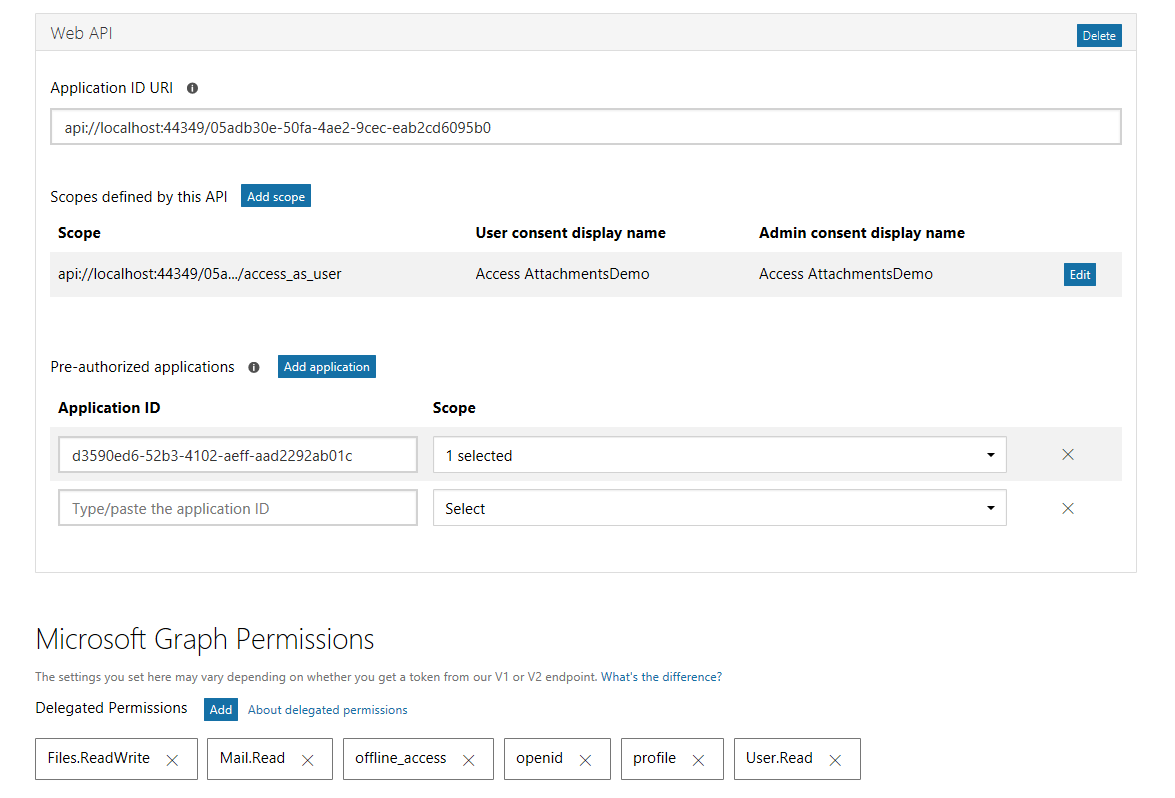 Web API
Delete
Application ID URI
api://localhost:44349/05adb30e-50fa-4ae2-9cec-eab2cd6095b0
Scopes defined by this API Add scope
Scope User consent display name Admin consent display name
api://localhost:44349/05a.../access_as_user Access AttachmentsDemo Access AttachmentsDemo Edit
Pre-authorized applications Add application
Application ID Scope
d3590ed6-52b3-4102-aeff-aad2292ab01c 1 selected
Type/paste the application ID Select
Microsoft Graph Permissions
The settings you set here may vary depending on whether you get a token from our V1 or V2 endpoint. What's the difference?
Delegated Permissions Add About delegated permissions
Files.ReadWrite Mail.Read offline_access openid profile User.Read